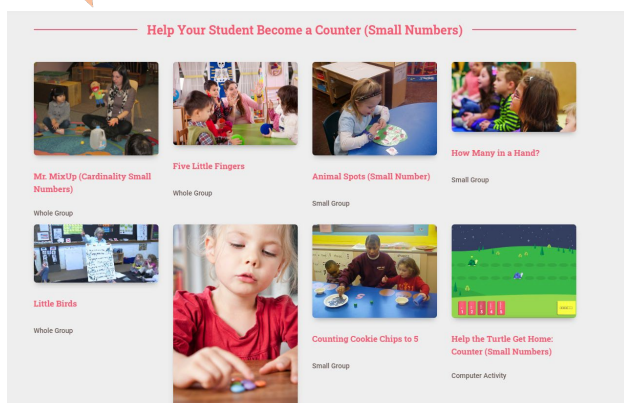 Help Your Student Become a Counter (Small Numbers)
Mr. MixUp (Cardinality Small
Numbers)
Whole Group
Five Little Fingers
Whole Group
Animal Spots (Small Number)
Small Group
How Many in a Hand?
Small Group
Little Birds
Whole Group
Counting Cookie Chips to 5
Small Group
Help the Turtle Get Home:
Counter (Small Numbers)
Computer Activity